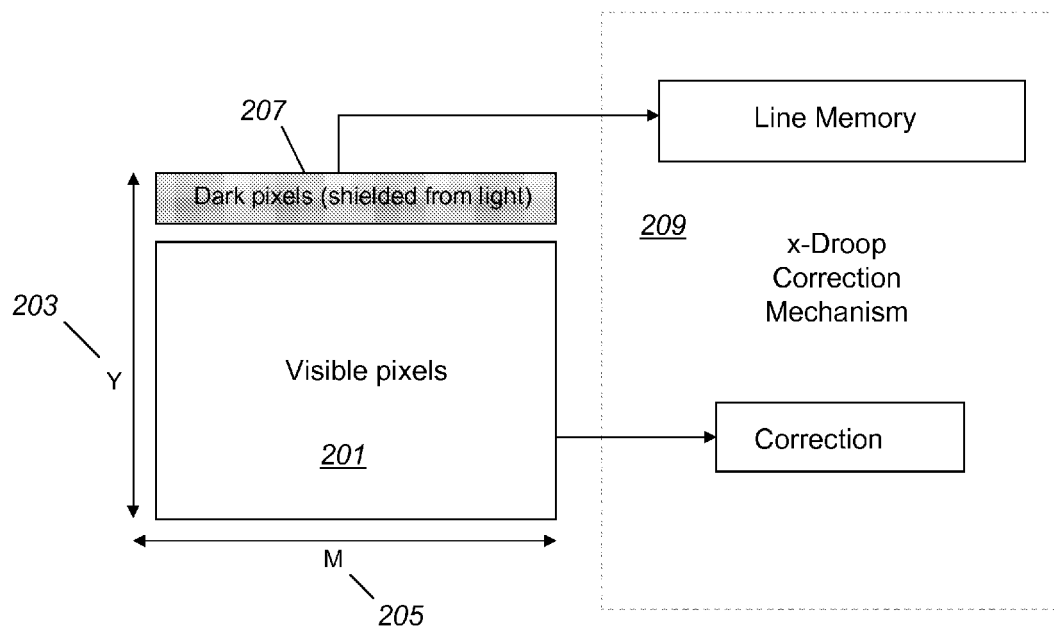 207
Line Memory
Dark pixels (shielded from light)
209
x-Droop
Correction
Mechanism
203
Y
Visible pixels
201
Correction
M
205